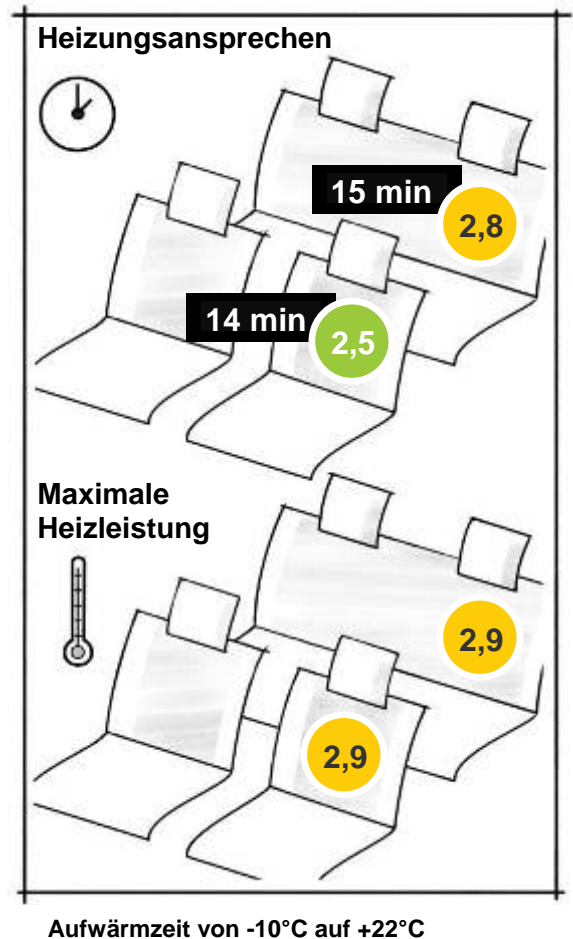 Heizungsansprechen
15 min
2,8
14 min
2,5
Maximale
Heizleistung
2,9
2,9
Aufwärmzeit von -10°C auf +22°C